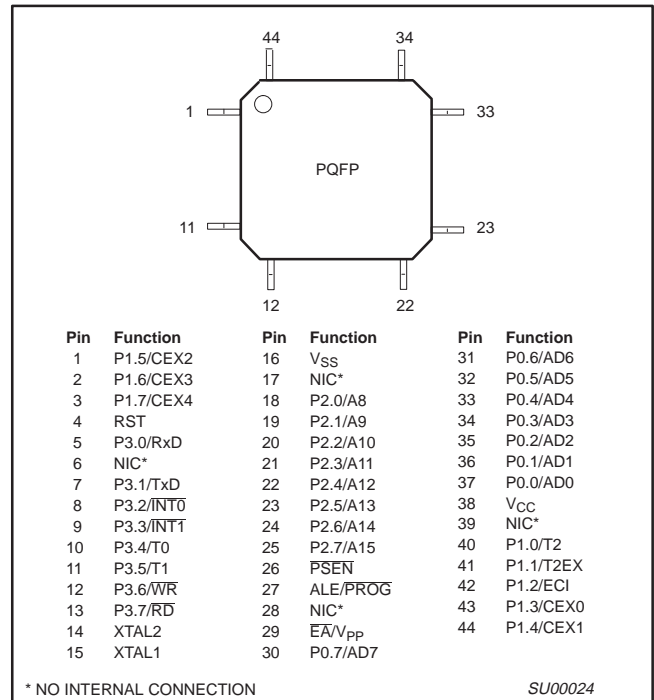 44 34
1 33
PQFP
11 23
12 22
Pin Function Pin Function Pin Function
1 P1.5/CEX2 16 VSS 31 P0.6/AD6
2 P1.6/CEX3 17 NIC* 32 P0.5/AD5
3 P1.7/CEX4 18 P2.0/A8 33 P0.4/AD4
4 RST 19 P2.1/A9 34 P0.3/AD3
5 P3.0/RxD 20 P2.2/A10 35 P0.2/AD2
6 NIC* 21 P2.3/A11 36 P0.1/AD1
7 P3.1/TxD 22 P2.4/A12 37 P0.0/AD0
8 P3.2/I̅N̅T̅0̅ 23 P2.5/A13 38 VCC
9 P3.3/I̅N̅T̅1̅ 24 P2.6/A14 39 NIC*
10 P3.4/T0 25 P2.7/A15 40 P1.0/T2
11 P3.5/T1 26 P̅S̅E̅N̅ 41 P1.1/T2EX
12 P3.6/W̅R̅ 27 ALE/P̅R̅O̅G̅ 42 P1.2/ECI
13 P3.7/R̅D̅ 28 NIC* 43 P1.3/CEX0
14 XTAL2 29 E̅A̅/VPP 44 P1.4/CEX1
15 XTAL1 30 P0.7/AD7
* NO INTERNAL CONNECTION SU00024